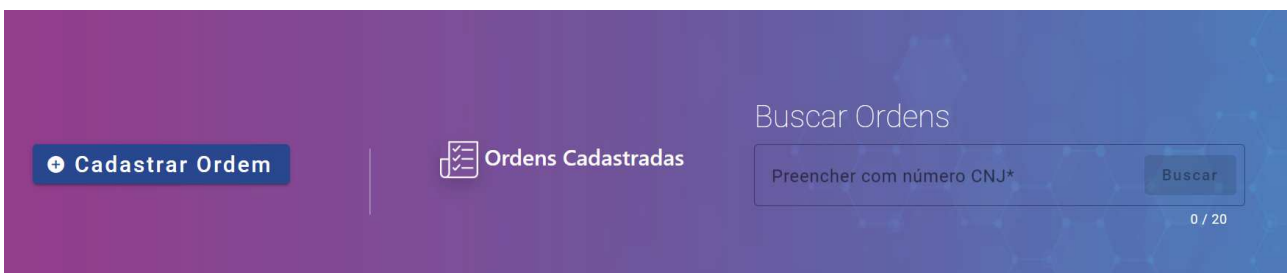 Cadastrar Ordem
Ordens Cadastradas
Buscar Ordens
Preencher com número CNJ*
Buscar
0 / 20